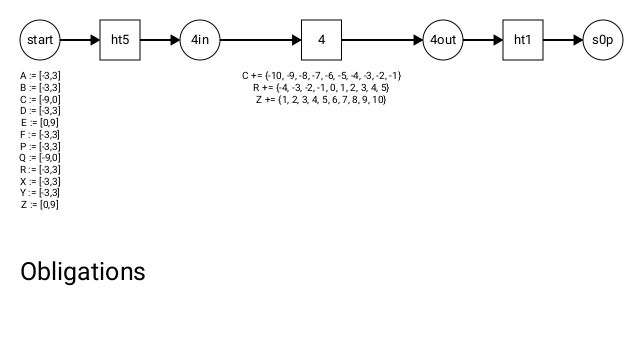 start ht5 4in 4 4out ht1 s0p
A := [-3,3]
B := [-3,3]
C := [-9,0]
D := [-3,3]
E := [0,9]
F := [-3,3]
P := [-3,3]
Q := [-9,0]
R := [-3,3]
X := [-3,3]
Y := [-3,3]
Z := [0,9]
C += {-10, -9, -8, -7, -6, -5, -4, -3, -2, -1}
R += {-4, -3, -2, -1, 0, 1, 2, 3, 4, 5}
Z += {1, 2, 3, 4, 5, 6, 7, 8, 9, 10}
Obligations